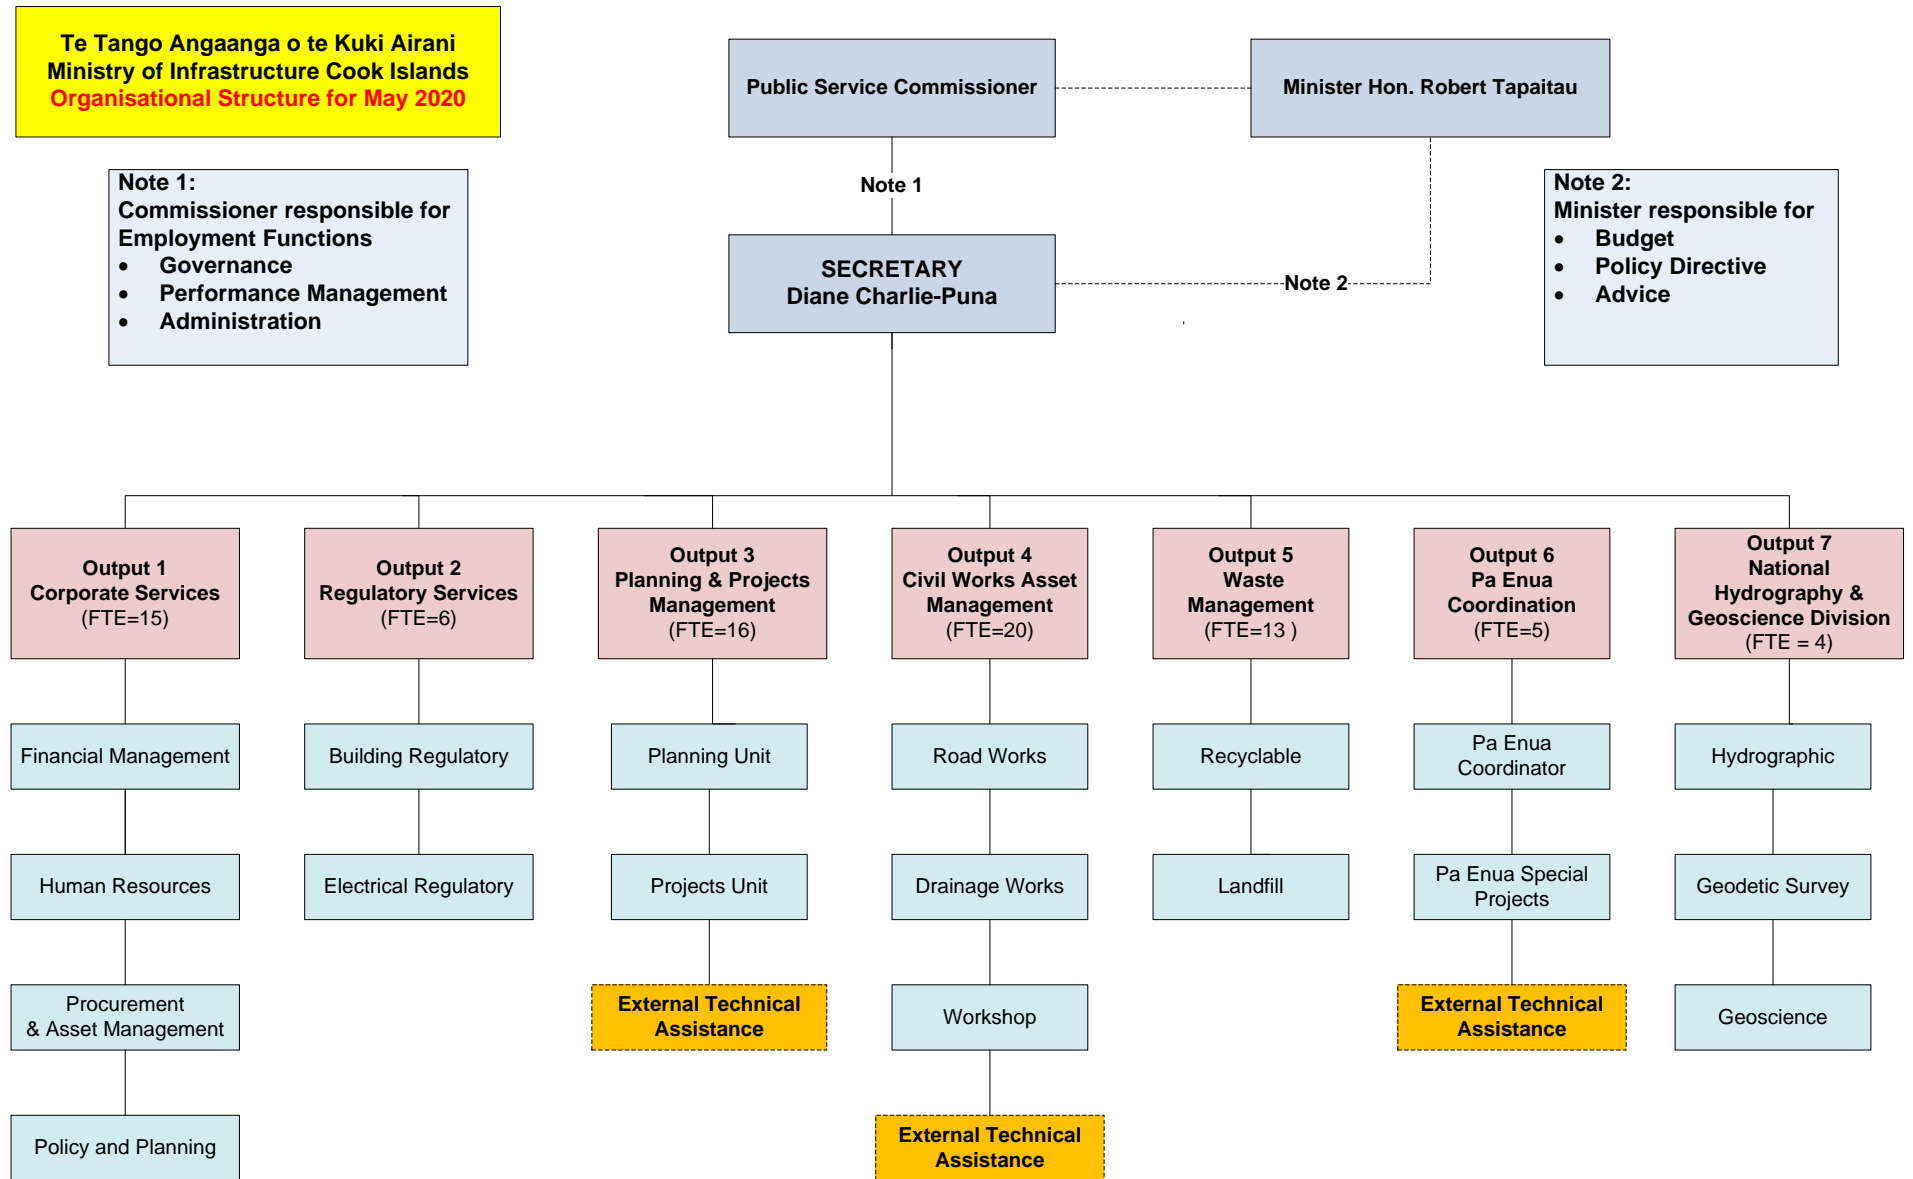 Te Tango Angaanga o te Kuki Airani
Ministry of Infrastructure Cook Islands
Organisational Structure for May 2020
Public Service Commissioner
Minister Hon. Robert Tapaitau
Note 1:
Commissioner responsible for
Employment Functions
• Governance
• Performance Management
• Administration
Note 1
Note 2:
Minister responsible for
• Budget
• Policy Directive
• Advice
SECRETARY
Diane Charlie-Puna
Note 2
Output 1
Corporate Services
(FTE=15)
Output 2
Regulatory Services
(FTE=6)
Output 3
Planning & Projects
Management
(FTE=16)
Output 4
Civil Works Asset
Management
(FTE=20)
Output 5
Waste
Management
(FTE=13 )
Output 6
Pa Enua
Coordination
(FTE=5)
Output 7
National
Hydrography &
Geoscience Division
(FTE = 4)
Financial Management
Building Regulatory
Planning Unit
Road Works
Recyclable
Pa Enua
Coordinator
Hydrographic
Human Resources
Electrical Regulatory
Projects Unit
Drainage Works
Landfill
Pa Enua Special
Projects
Geodetic Survey
Procurement
& Asset Management
External Technical
Assistance
Workshop
External Technical
Assistance
Geoscience
Policy and Planning
External Technical
Assistance